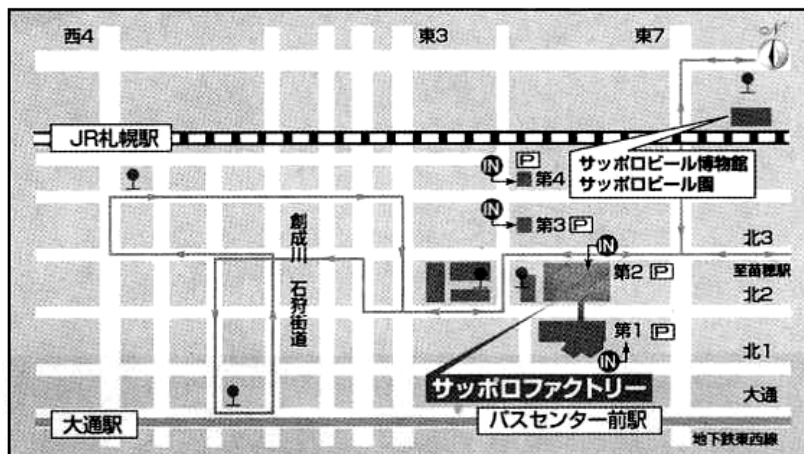 西4
東3
東7
N
JR札幌駅
サッポロビール博物館
サッポロビール園
IN
P
第4
IN
第3 P
創成川
石狩街道
IN
北3
至苗穂駅
第2 P
北2
第1 P
IN
北1
サッポロファクトリー
大通
大通駅
バスセンター前駅
地下鉄東西線